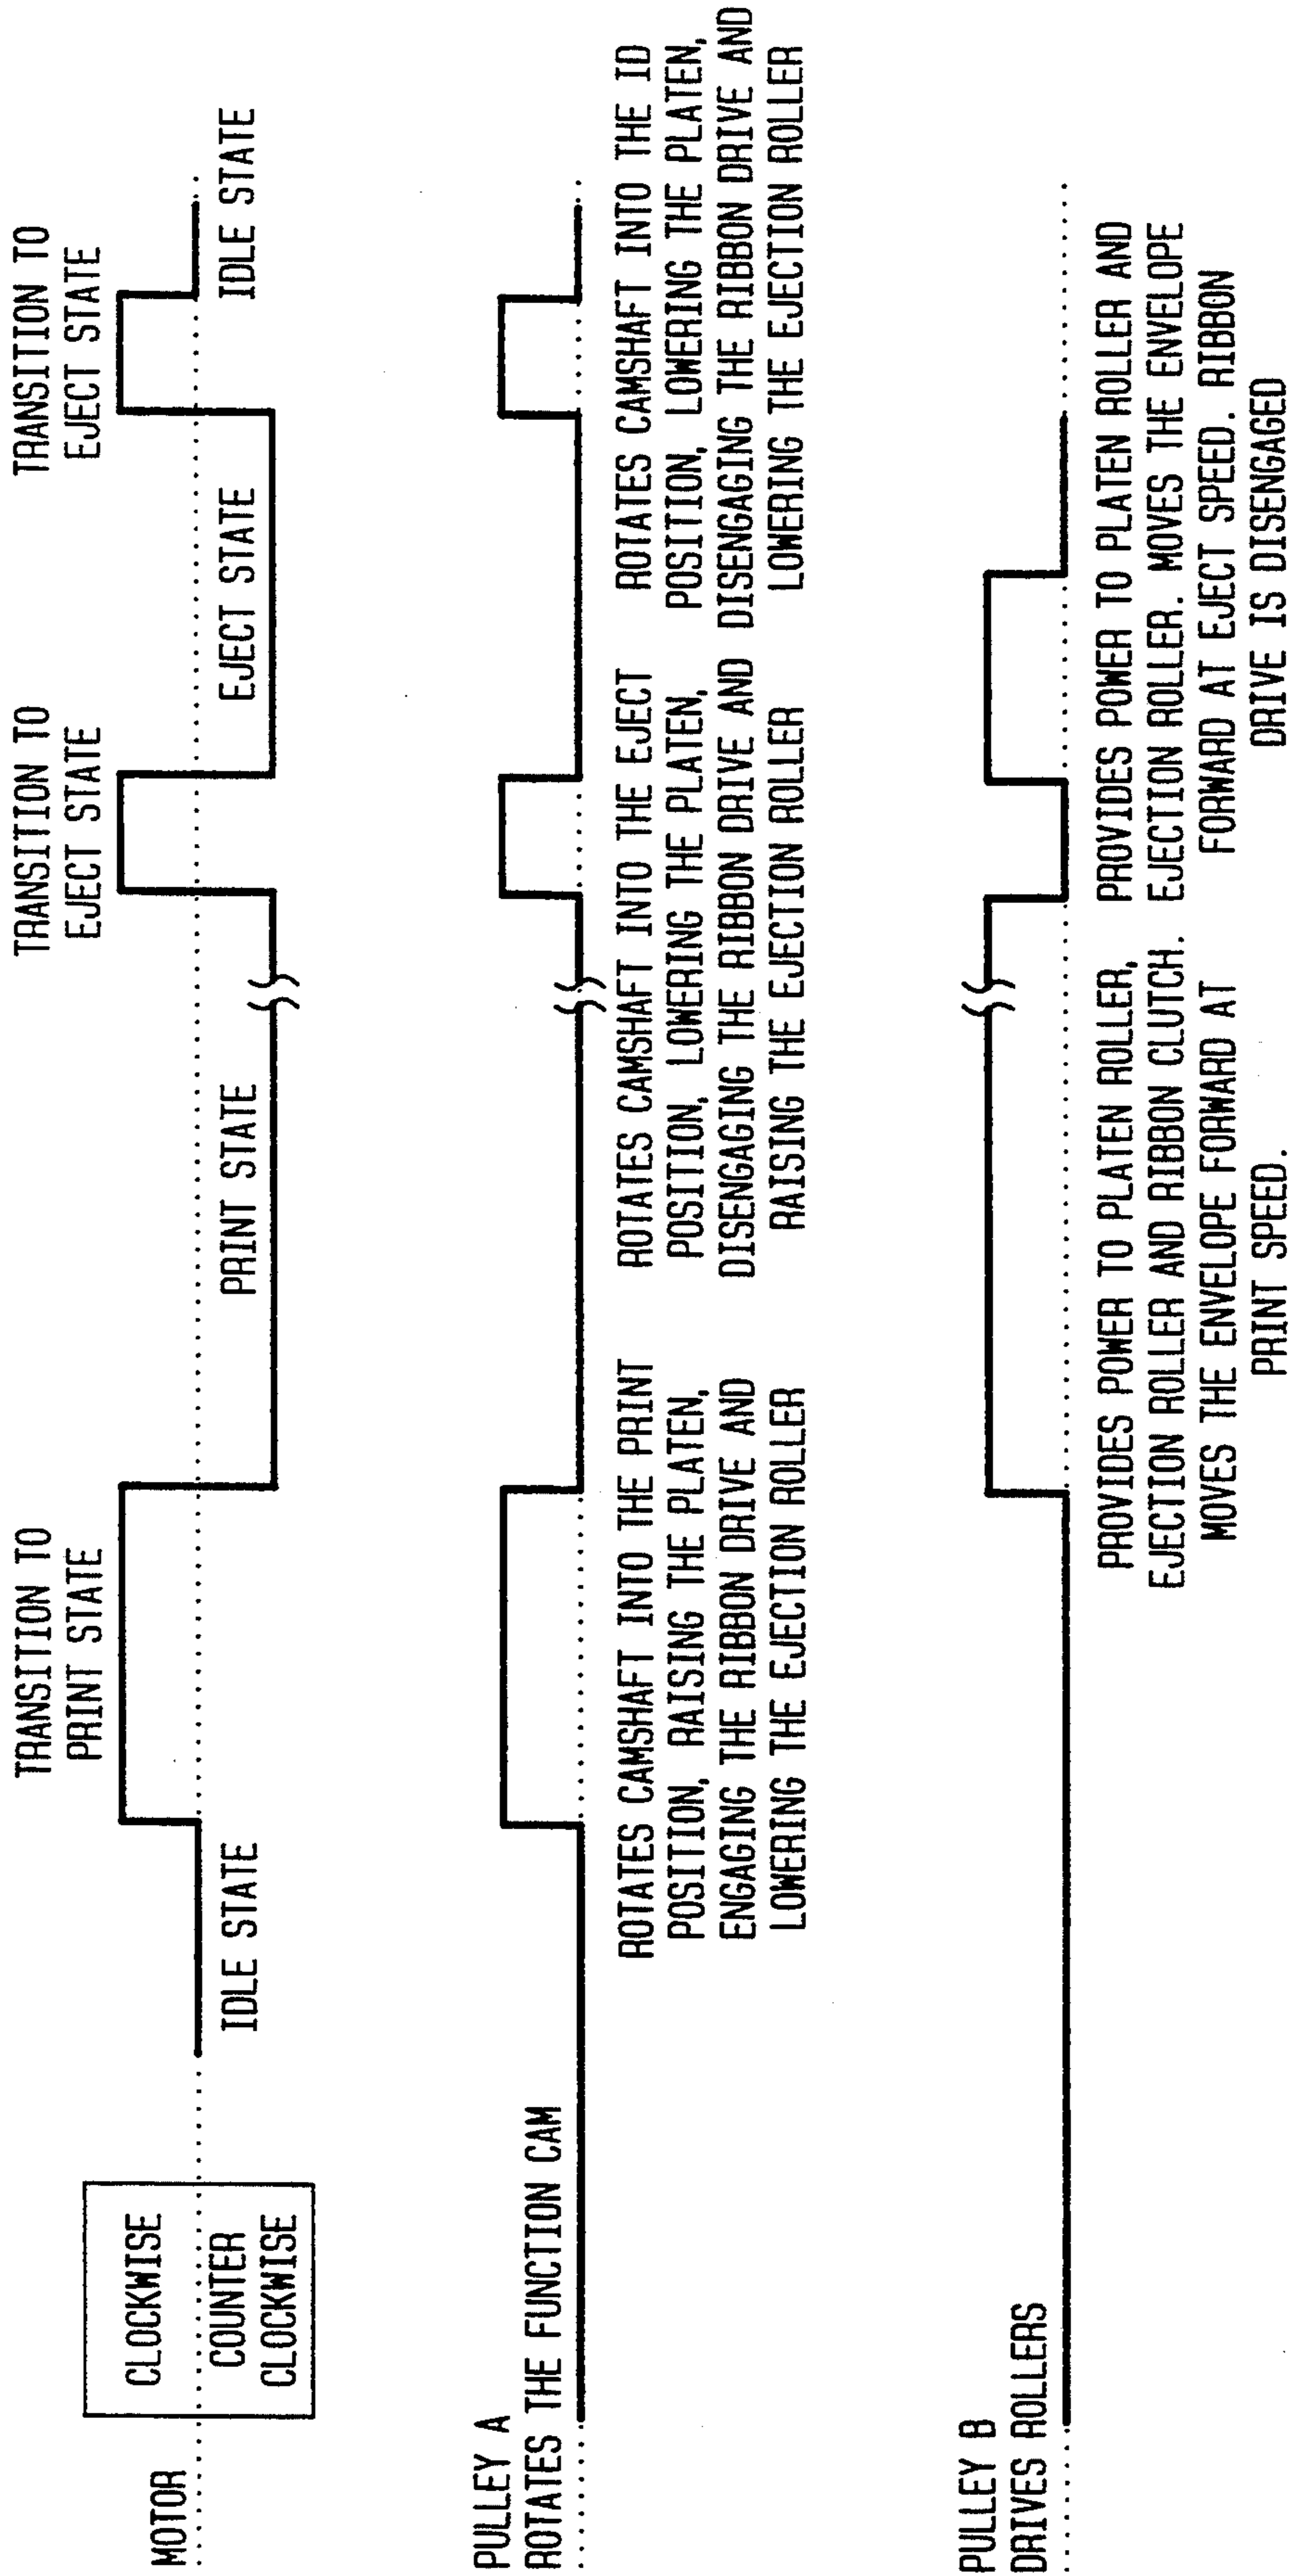 MOTOR
CLOCKWISE
COUNTER
CLOCKWISE
IDLE STATE
TRANSITION TO
PRINT STATE
PRINT STATE
TRANSITION TO
EJECT STATE
EJECT STATE
TRANSITION TO
EJECT STATE
IDLE STATE
PULLEY A
ROTATES THE FUNCTION CAM
ROTATES CAMSHAFT INTO THE PRINT
POSITION, RAISING THE PLATEN,
ENGAGING THE RIBBON DRIVE AND
LOWERING THE EJECTION ROLLER
ROTATES CAMSHAFT INTO THE EJECT
POSITION, LOWERING THE PLATEN,
DISENGAGING THE RIBBON DRIVE AND
RAISING THE EJECTION ROLLER
ROTATES CAMSHAFT INTO THE ID
POSITION, LOWERING THE PLATEN,
DISENGAGING THE RIBBON DRIVE AND
LOWERING THE EJECTION ROLLER
PULLEY B
DRIVES ROLLERS
PROVIDES POWER TO PLATEN ROLLER,
EJECTION ROLLER AND RIBBON CLUTCH.
MOVES THE ENVELOPE FORWARD AT
PRINT SPEED.
PROVIDES POWER TO PLATEN ROLLER AND
EJECTION ROLLER. MOVES THE ENVELOPE
FORWARD AT EJECT SPEED. RIBBON
DRIVE IS DISENGAGED